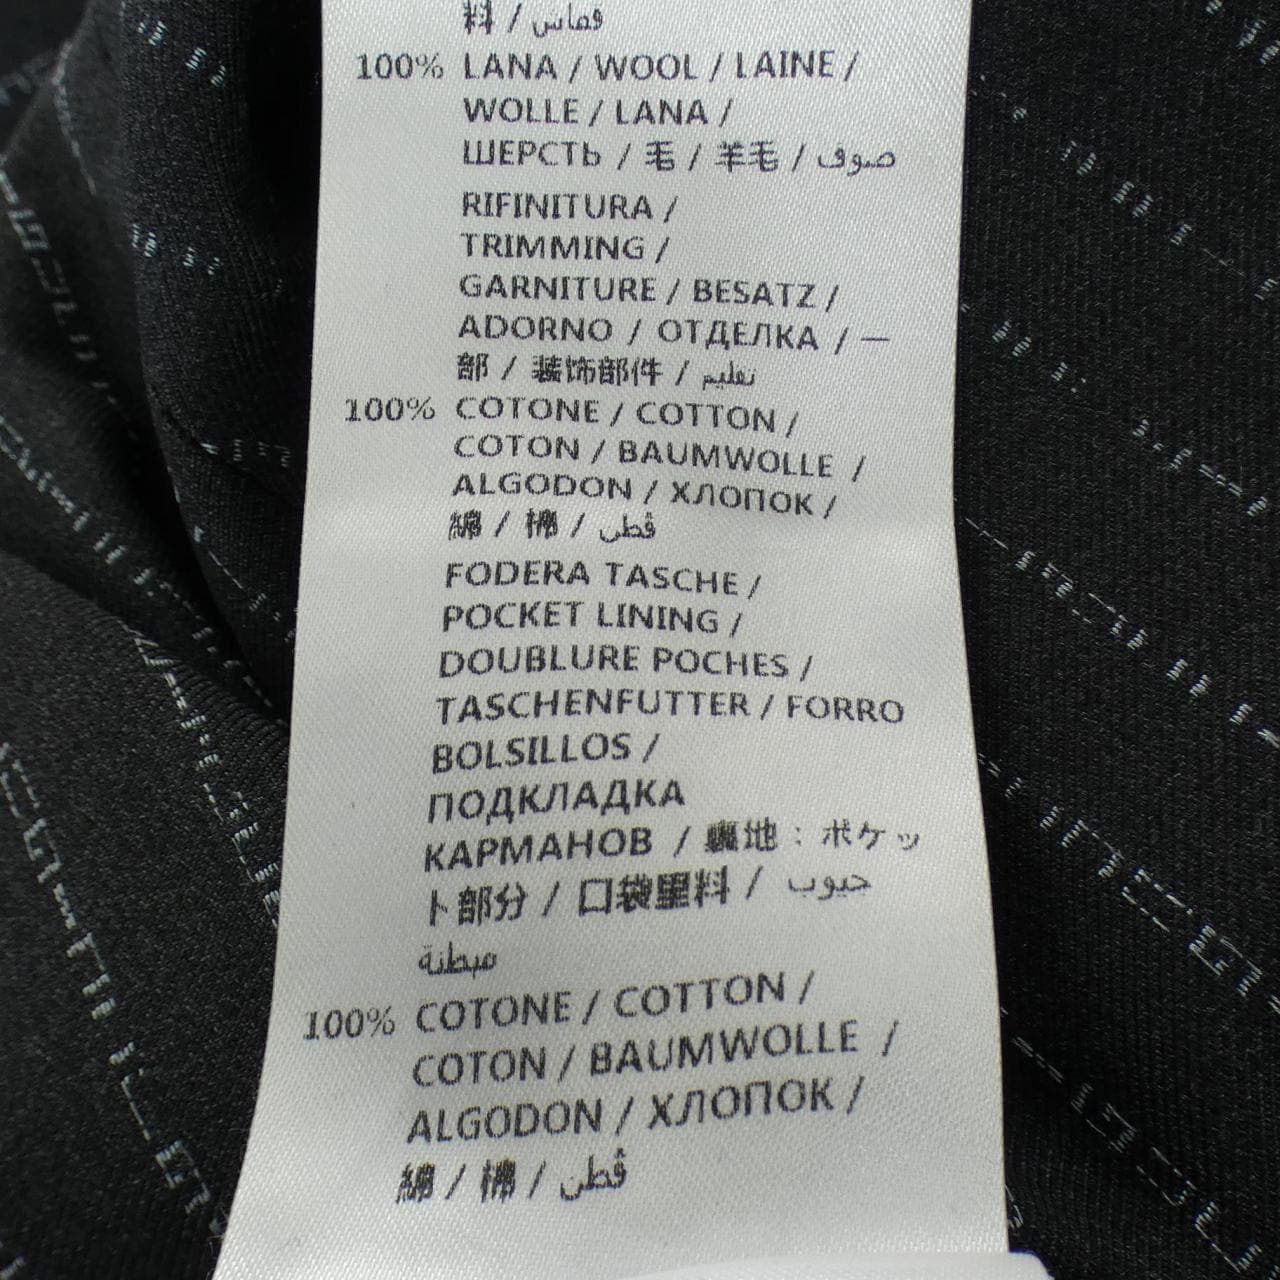 料 / قماش
100% LANA / WOOL / LAINE /
WOLLE / LANA /
ШЕРСТЬ / 毛 / 羊毛 / صوف
RIFINITURA /
TRIMMING /
GARNITURE / BESATZ /
ADORNO / ОТДЕЛКА / 一
部 / 装饰部件 / تعليم
100% COTONE / COTTON /
COTON / BAUMWOLLE /
ALGODON / ХЛОПОК /
綿 / 棉 / قطن
FODERA TASCHE /
POCKET LINING /
DOUBLURE POCHES /
TASCHENFUTTER / FORRO
BOLSILLOS /
ПОДКЛАДКА
КАРМАНОВ / 裏地 : ポケッ
ト部分 / 口袋里料 / جيوب
مبطنة
100% COTONE / COTTON /
COTON / BAUMWOLLE /
ALGODON / ХЛОПОК /
綿 / 棉 / قطن